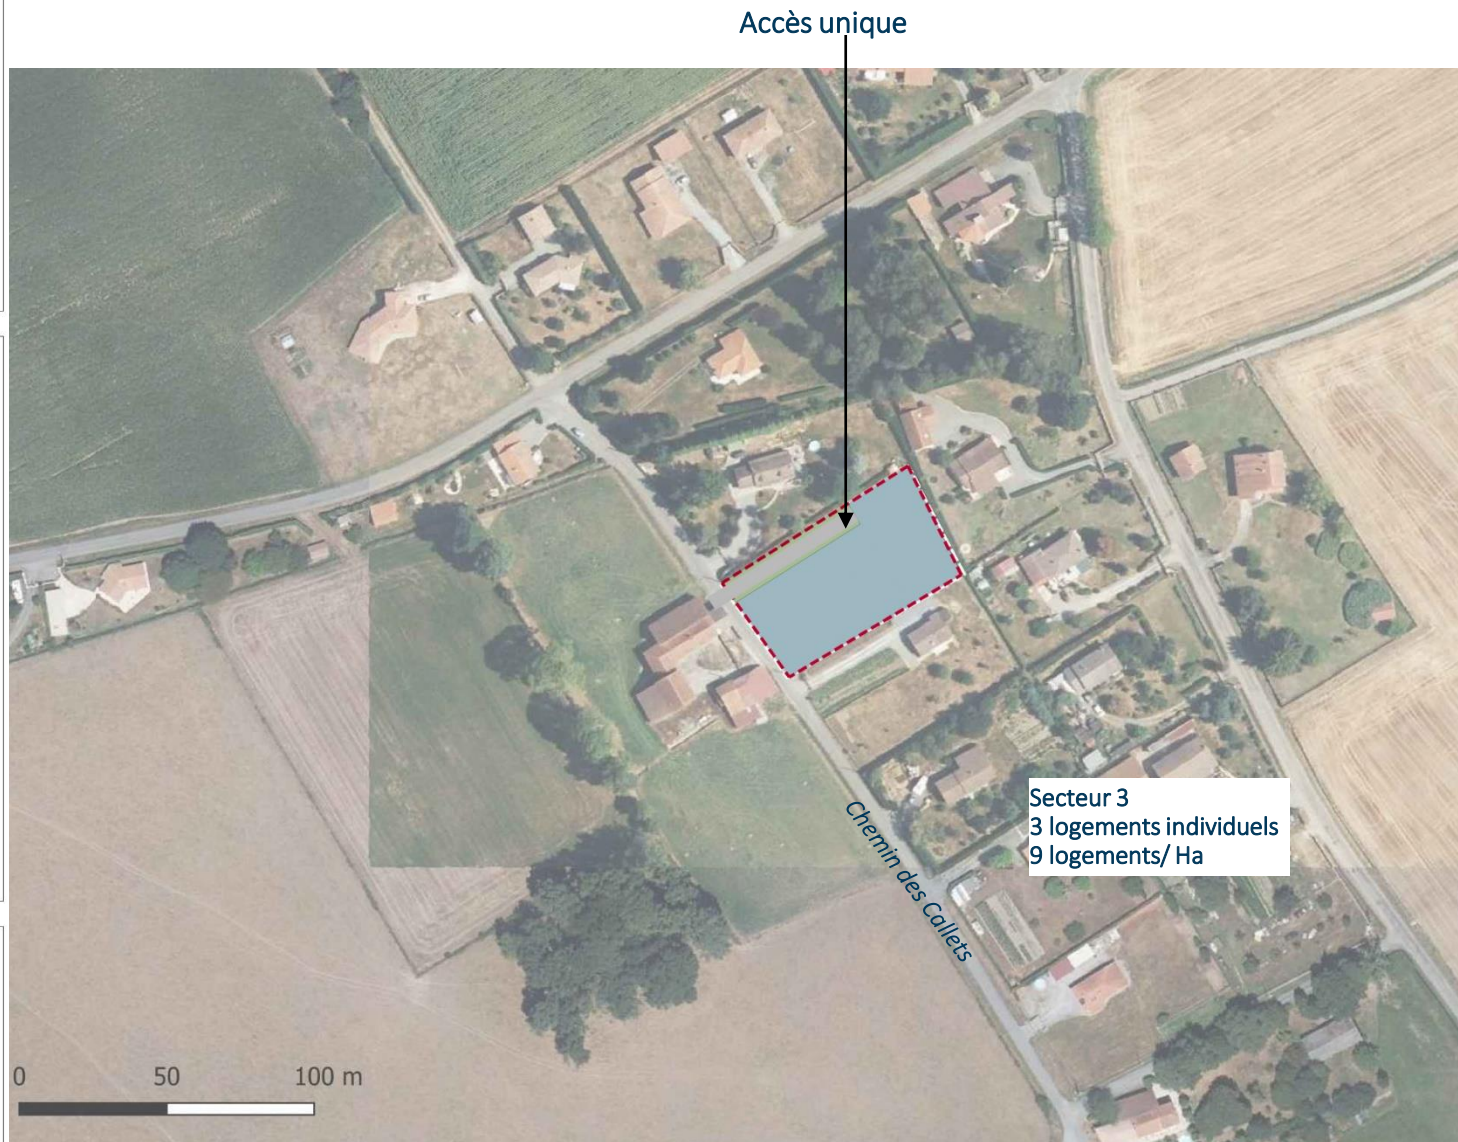 Accès unique
Secteur 3
3 logements individuels
9 logements/ Ha
Chemin des Callets
0 50 100 m